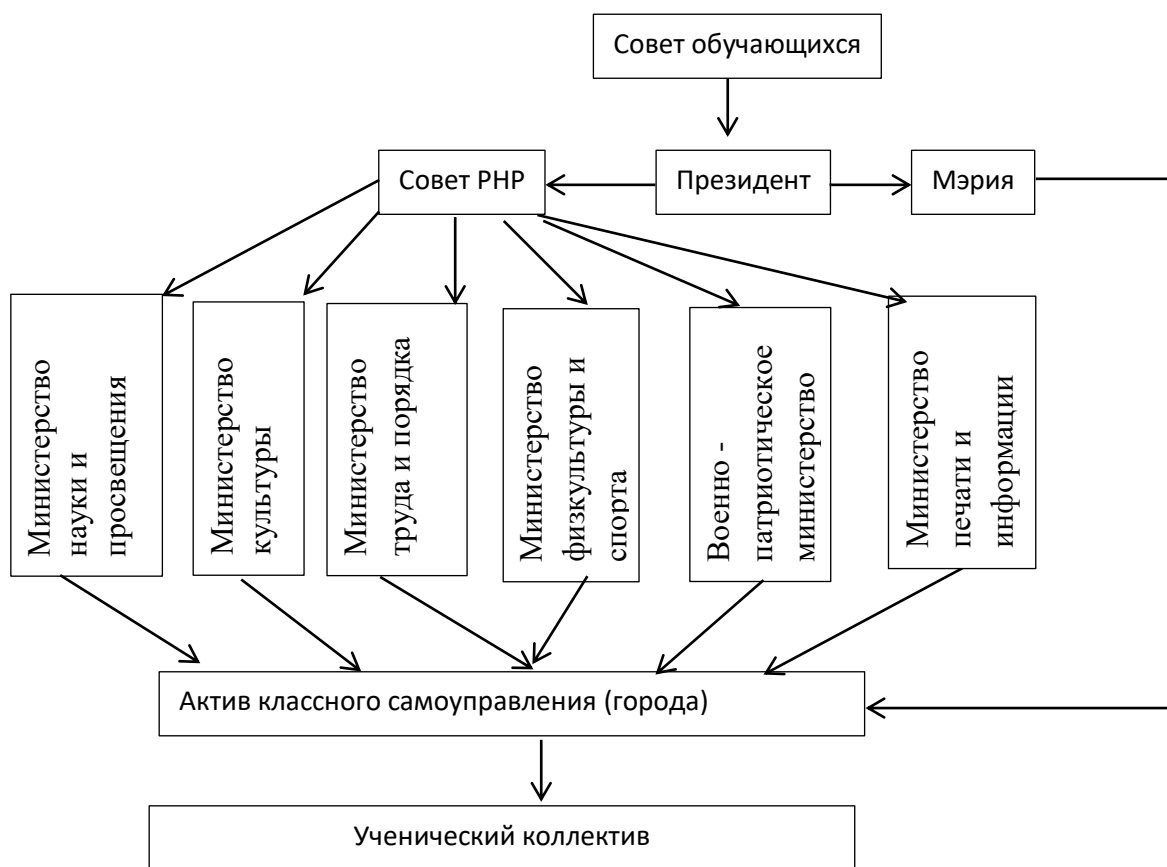 Совет обучающихся
Совет РНР
Президент
Мэрия
Министерство
науки и
просвещения
Министерство
культуры
Министерство
труда и порядка
Министерство
физкультуры и
спорта
Военно -
патриотическое
министерство
Министерство
печати и
информации
Актив классного самоуправления (города)
Ученический коллектив